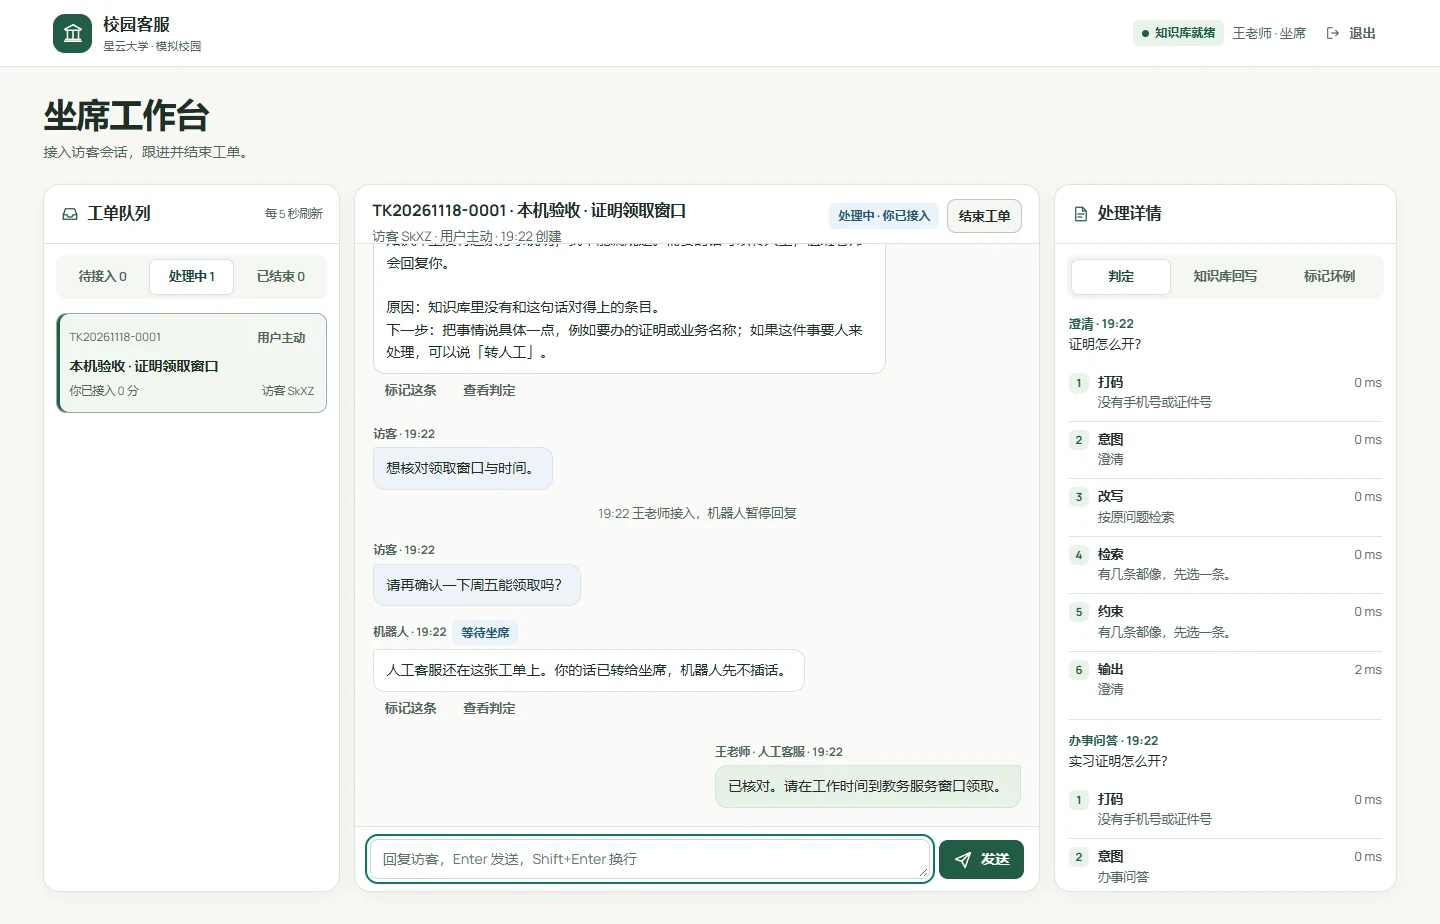 校园客服
星云大学 · 模拟校园
知识库就绪
王老师 · 坐席
退出
坐席工作台
接入访客会话，跟进并结束工单。
工单队列
每 5 秒刷新
待接入 0
处理中 1
已结束 0
TK20261118-0001
用户主动
本机验收 · 证明领取窗口
你已接入 0 分
访客 SkXZ
TK20261118-0001 · 本机验收 · 证明领取窗口
访客 SkXZ · 用户主动 · 19:22 创建
处理中 · 你已接入
结束工单
会回复你。
原因：知识库里没有和这句话对得上的条目。
下一步：把事情说具体一点，例如要办的证明或业务名称；如果这件事要人来
处理，可以说「转人工」。
标记这条
查看判定
访客 · 19:22
想核对领取窗口与时间。
19:22 王老师接入，机器人暂停回复
访客 · 19:22
请再确认一下周五能领取吗？
机器人 · 19:22
等待坐席
人工客服还在这张工单上。你的话已转给坐席，机器人先不插话。
标记这条
查看判定
王老师 · 人工客服 · 19:22
已核对。请在工作时间到教务服务窗口领取。
回复访客，Enter 发送，Shift+Enter 换行
发送
处理详情
判定
知识库回写
标记坏例
澄清 · 19:22
证明怎么开？
1 打码 0 ms
没有手机号或证件号
2 意图 0 ms
澄清
3 改写 0 ms
按原问题检索
4 检索 0 ms
有几条都像，先选一条。
5 约束 0 ms
有几条都像，先选一条。
6 输出 2 ms
澄清
办事问答 · 19:22
实习证明怎么开？
1 打码 0 ms
没有手机号或证件号
2 意图 0 ms
办事问答